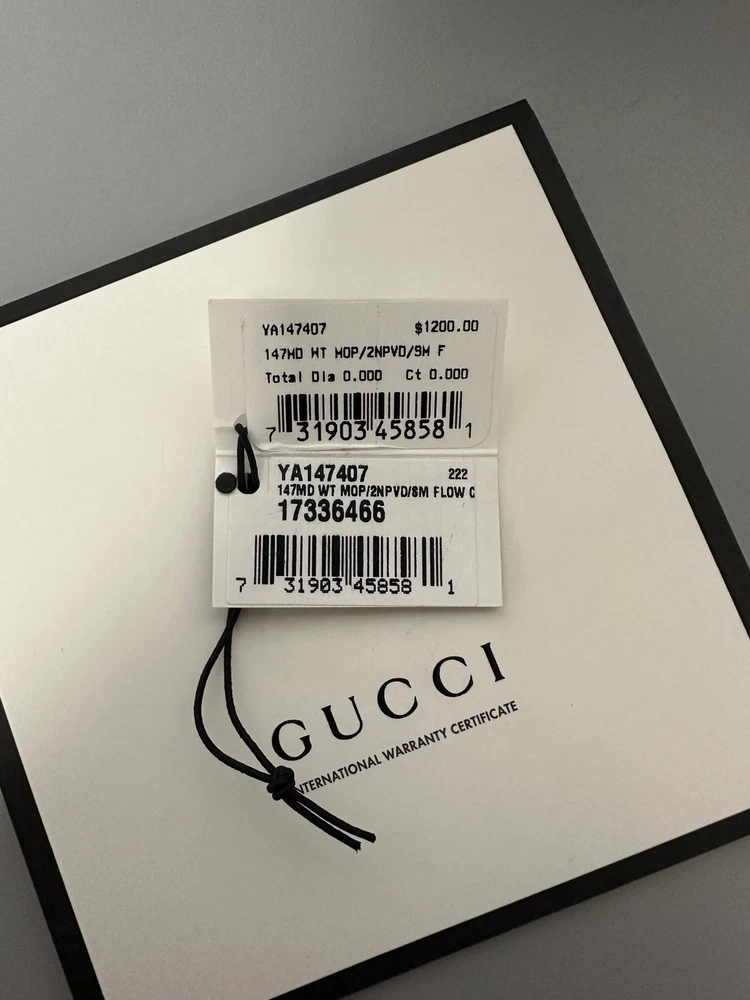 YA147407 $1200.00
147MD WT MOP/2NPVD/SM F
Total Dia 0.000 Ct 0.000
7 31903 45858 1
YA147407 222
147MD WT MOP/2NPVD/SM FLOW C
17336466
7 31903 45858 1
GUCCI
INTERNATIONAL WARRANTY CERTIFICATE